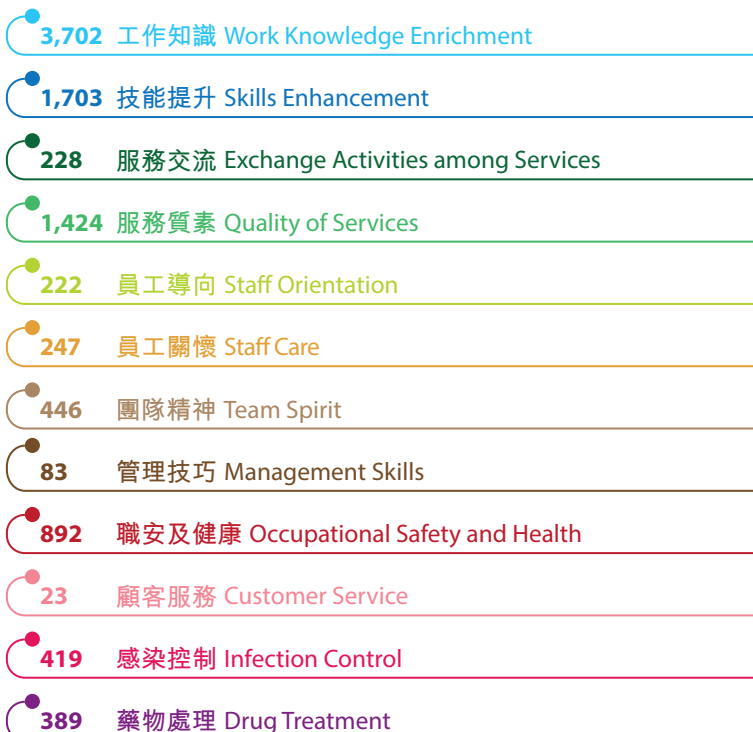 3,702 工作知識 Work Knowledge Enrichment
1,703 技能提升 Skills Enhancement
228 服務交流 Exchange Activities among Services
1,424 服務質素 Quality of Services
222 員工導向 Staff Orientation
247 員工關懷 Staff Care
446 團隊精神 Team Spirit
83 管理技巧 Management Skills
892 職安及健康 Occupational Safety and Health
23 顧客服務 Customer Service
419 感染控制 Infection Control
389 藥物處理 Drug Treatment